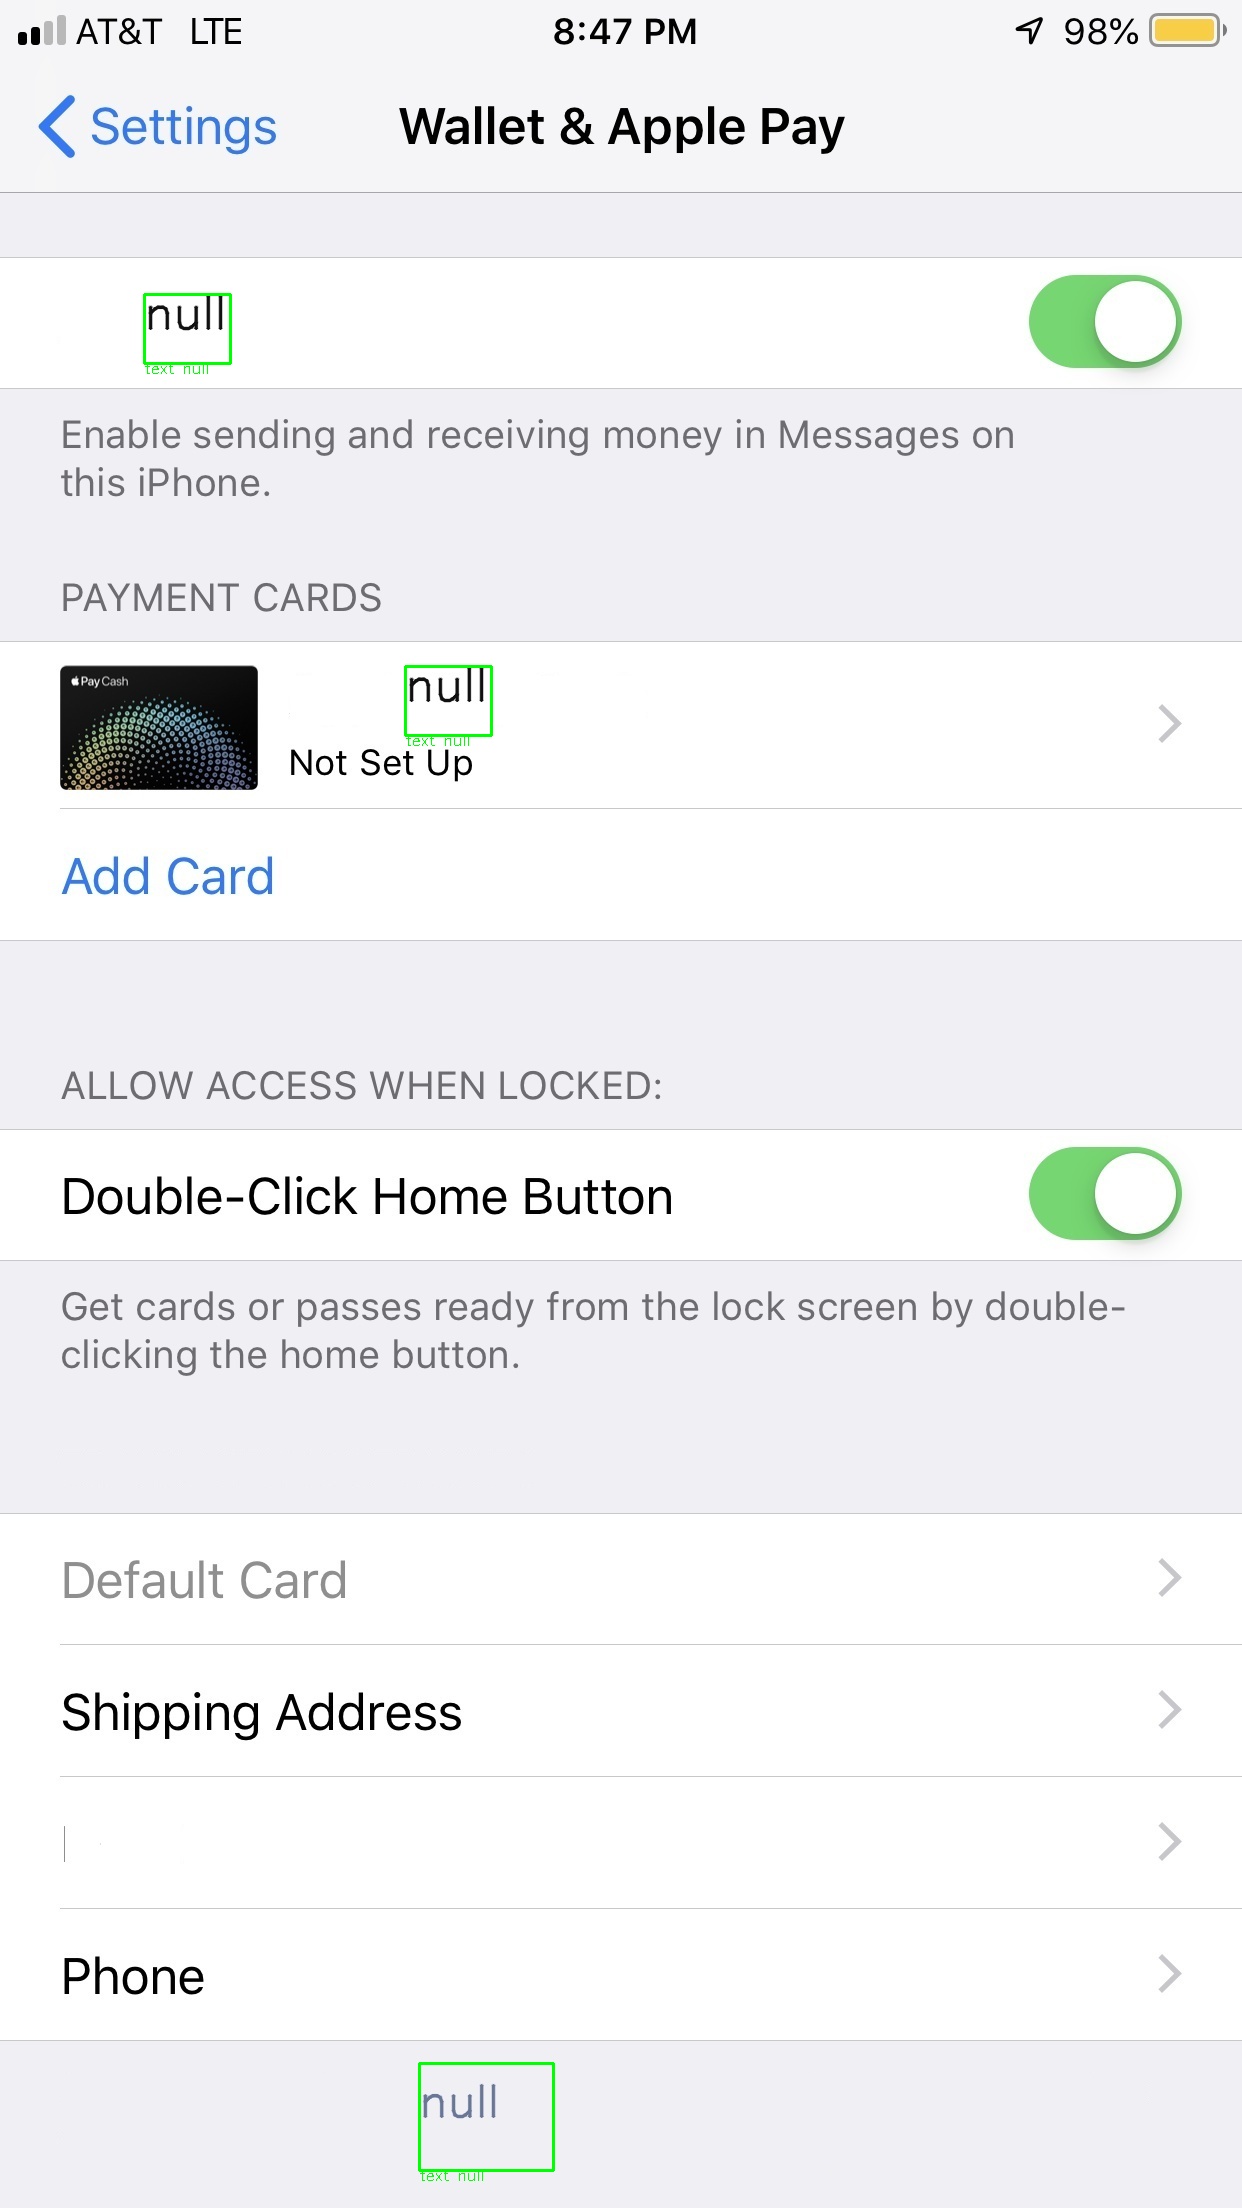 AT&T LTE 8:47 PM 98%
Settings Wallet & Apple Pay
null
text null
Enable sending and receiving money in Messages on
this iPhone.
PAYMENT CARDS
Pay Cash
null
text null
Not Set Up
Add Card
ALLOW ACCESS WHEN LOCKED:
Double-Click Home Button
Get cards or passes ready from the lock screen by double-
clicking the home button.
Default Card
Shipping Address
Phone
null
text null